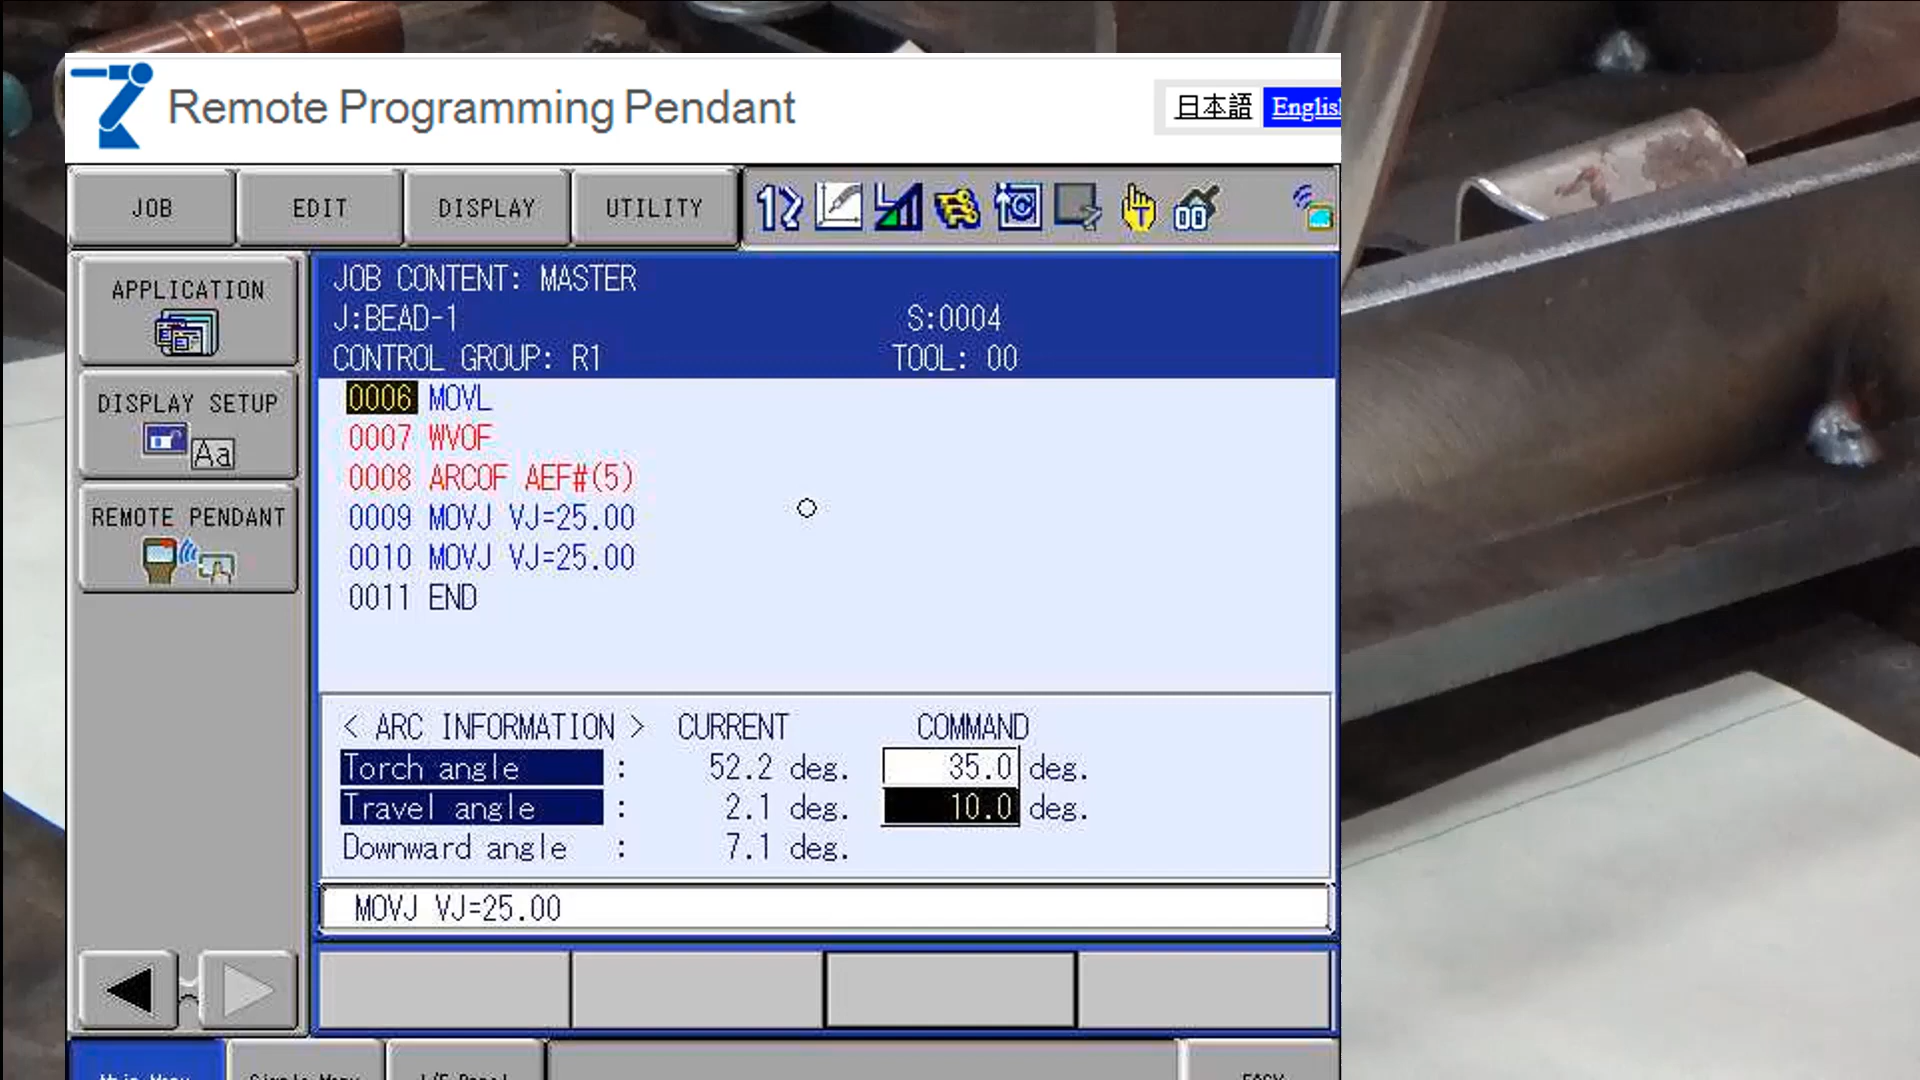 Remote Programming Pendant
日本語 Englis
JOB EDIT DISPLAY UTILITY
APPLICATION
DISPLAY SETUP
Aa
REMOTE PENDANT
JOB CONTENT: MASTER
J:BEAD-1 S:0004
CONTROL GROUP: R1 TOOL: 00
0006 MOVL
0007 WVOF
0008 ARCOF AEF#(5)
0009 MOVJ VJ=25.00
0010 MOVJ VJ=25.00
0011 END
< ARC INFORMATION > CURRENT COMMAND
Torch angle : 52.2 deg. 35.0 deg.
Travel angle : 2.1 deg. 10.0 deg.
Downward angle : 7.1 deg.
MOVJ VJ=25.00